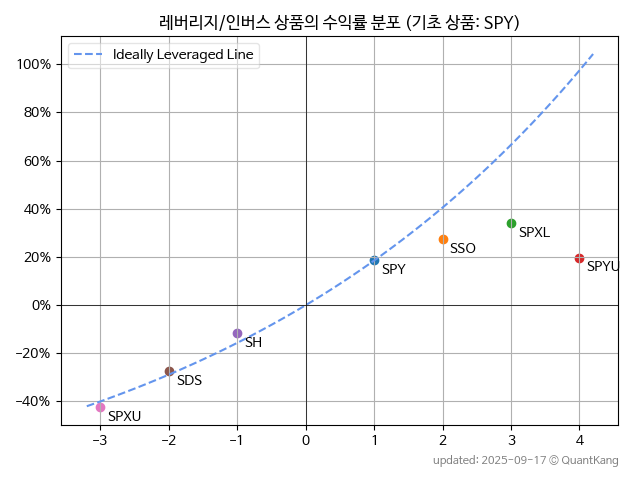 레버리지/인버스 상품의 수익률 분포 (기초 상품: SPY)
Ideally Leveraged Line
100%
80%
60%
40%
20%
0%
−20%
−40%
SPXL
SSO
SPYU
SPY
SH
SDS
SPXU
−3 −2 −1 0 1 2 3 4
updated: 2025-09-17 © QuantKang